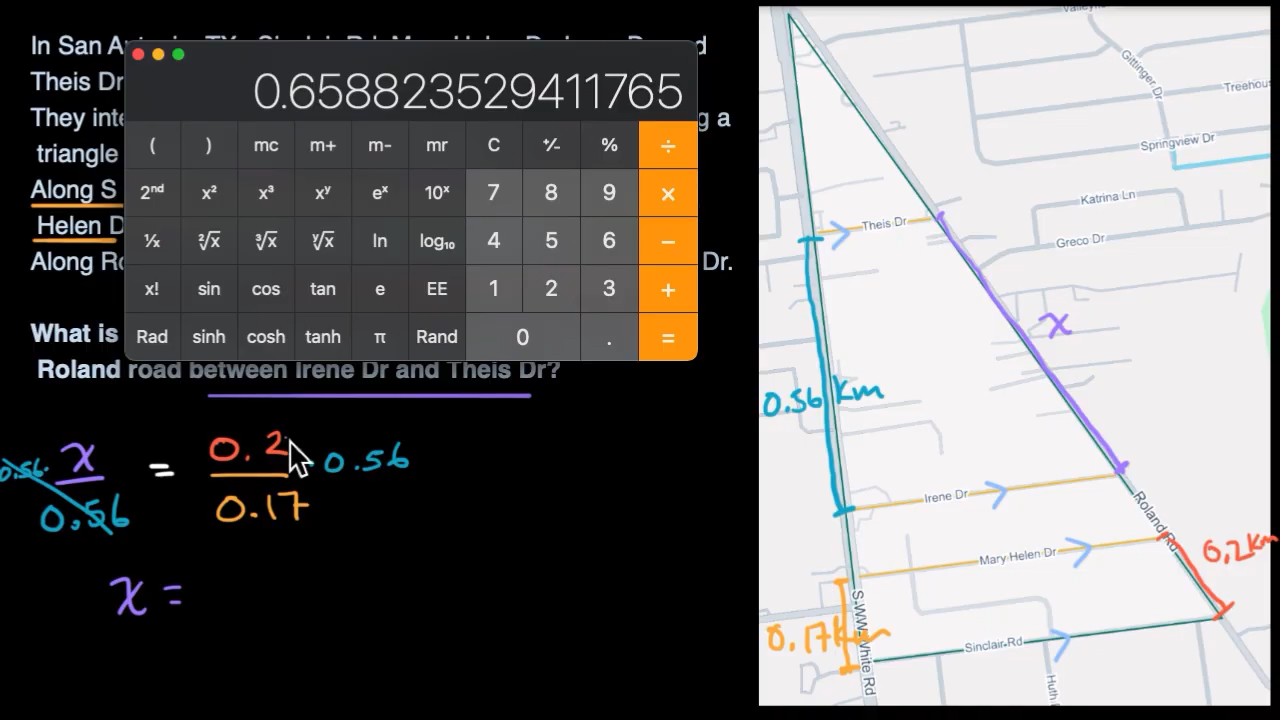 In San A
d
Theis Dr
They inte
g a
triangle
Along S
Helen D
Along Ro
Dr.
What is
Roland road between Irene Dr and Theis Dr?
0.6588235294117​65
( ) mc m+ m- mr C ⁺⁄₋ % ÷
2ⁿᵈ x² x³ xʸ eˣ 10ˣ 7 8 9 ×
¹⁄ₓ ²√x ³√x ʸ√x ln log₁₀ 4 5 6 −
x! sin cos tan e EE 1 2 3 +
Rad sinh cosh tanh π Rand 0 . =
0.56 · x / 0.56 = 0.2 / 0.17 · 0.56
x =
Valley
Gittinger Dr
Treehous
Springview Dr
Katrina Ln
Theis Dr
Greco Dr
x
0.56 km
Irene Dr
Roland Rd
Mary Helen Dr
0.2 km
S WW White Rd
0.17 km
Sinclair Rd
Huth